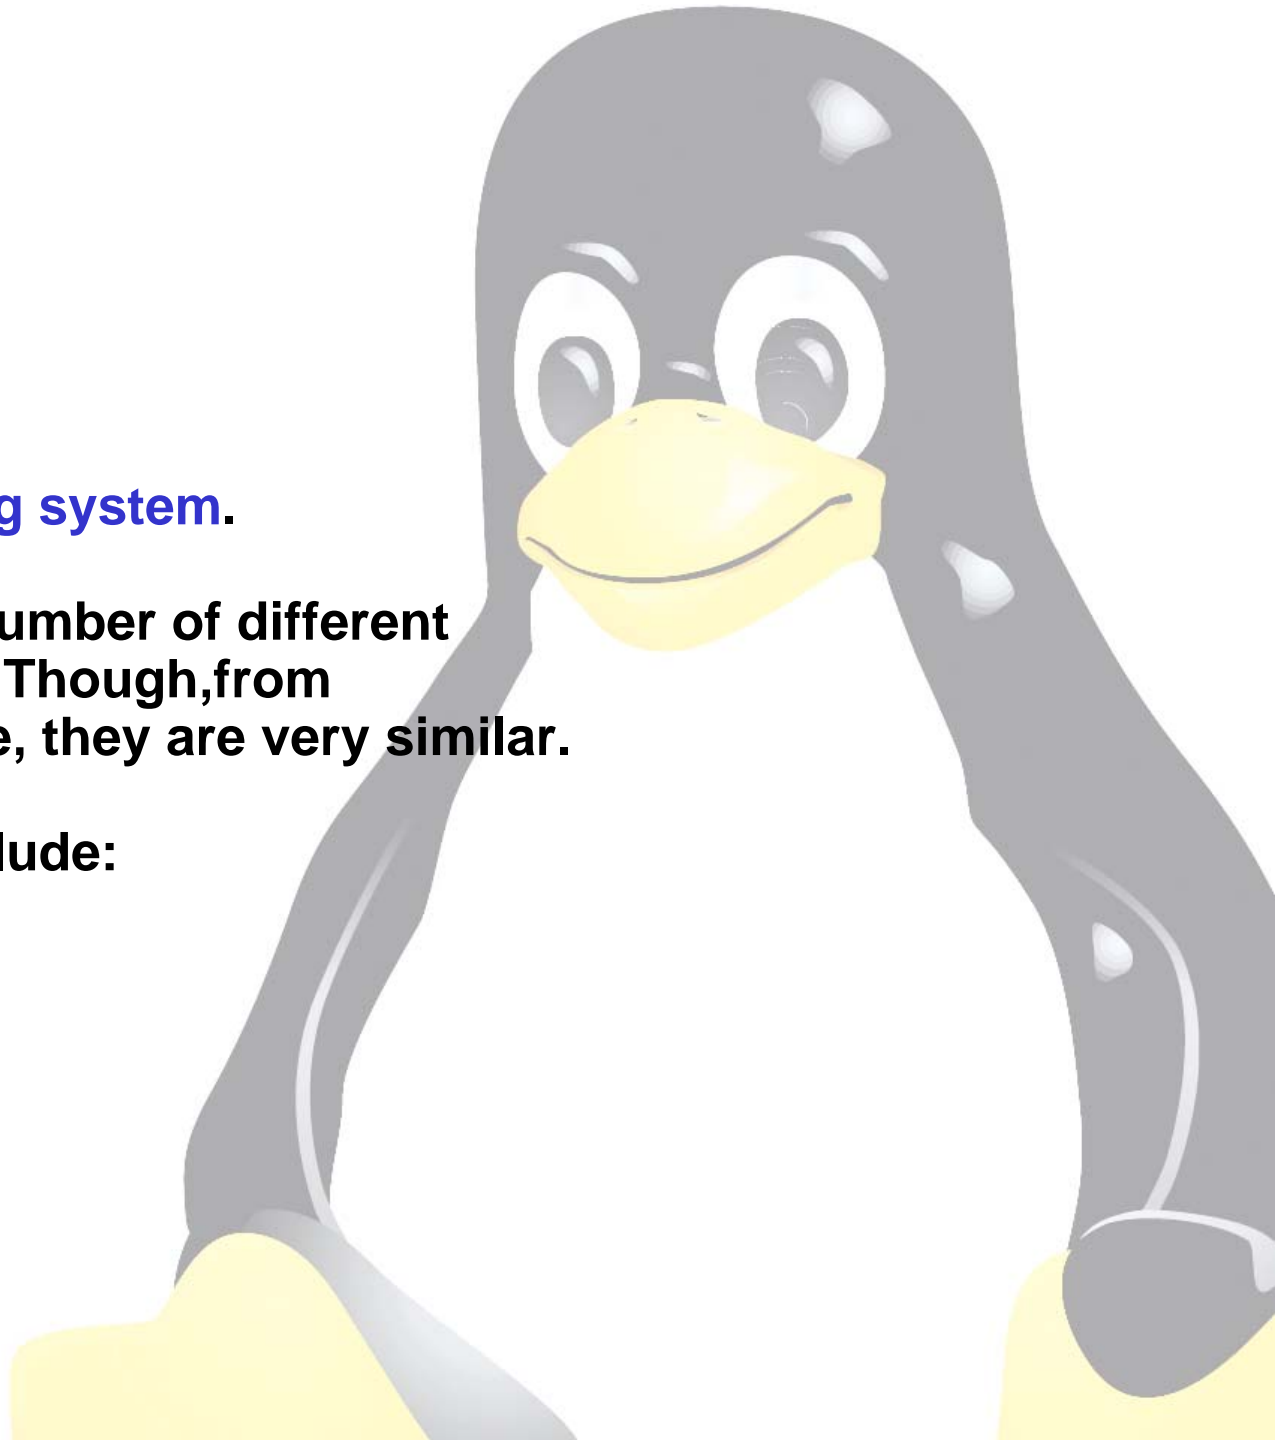 g system.
umber of different
Though,from
e, they are very similar.
lude: